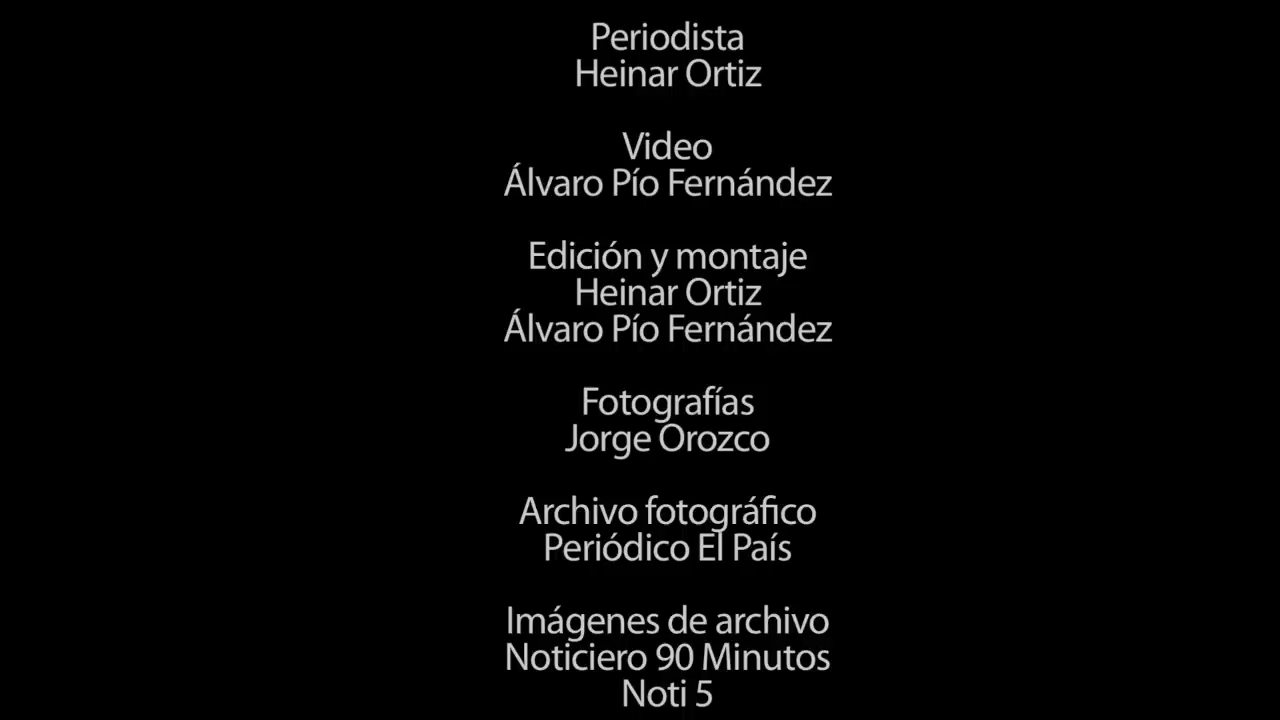 Periodista
Heinar Ortiz
Video
Álvaro Pío Fernández
Edición y montaje
Heinar Ortiz
Álvaro Pío Fernández
Fotografías
Jorge Orozco
Archivo fotográfico
Periódico El País
Imágenes de archivo
Noticiero 90 Minutos
Noti 5